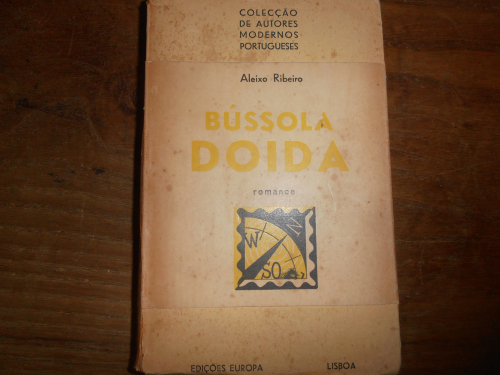 COLECÇÃO
DE AUTORES
MODERNOS
PORTUGUESES
Aleixo Ribeiro
BÚSSOLA
DOIDA
romance
N
W
SO
EDIÇÕES EUROPA LISBOA